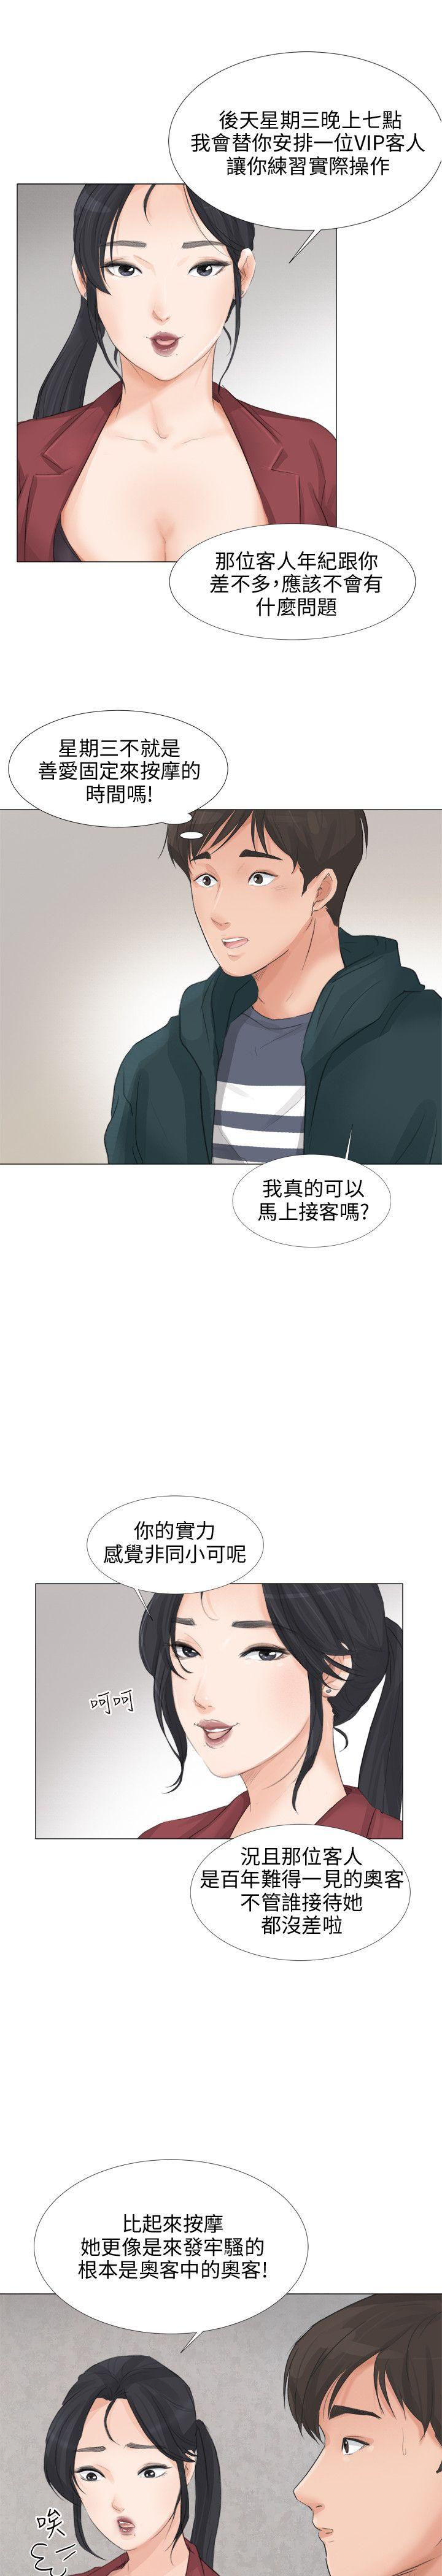 後天星期三晚上七點
我會替你安排一位VIP客人
讓你練習實際操作
那位客人年紀跟你
差不多,應該不會有
什麼問題
星期三不就是
善愛固定來按摩的
時間嗎!
我真的可以
馬上接客嗎?
你的實力
感覺非同小可呢
呵呵
況且那位客人
是百年難得一見的奧客
不管誰接待她
都沒差啦
比起來按摩
她更像是來發牢騷的
根本是奧客中的奧客!
唉